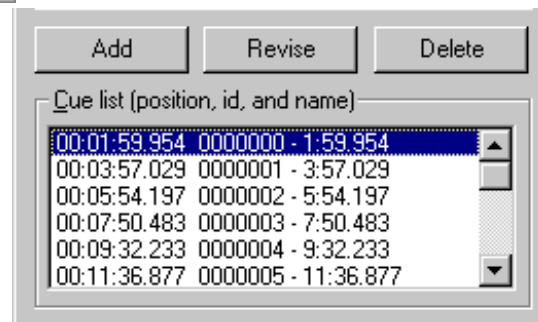 Add Revise Delete
Cue list (position, id, and name)
00:01:59.954 0000000 - 1:59.954
00:03:57.029 0000001 - 3:57.029
00:05:54.197 0000002 - 5:54.197
00:07:50.483 0000003 - 7:50.483
00:09:32.233 0000004 - 9:32.233
00:11:36.877 0000005 - 11:36.877